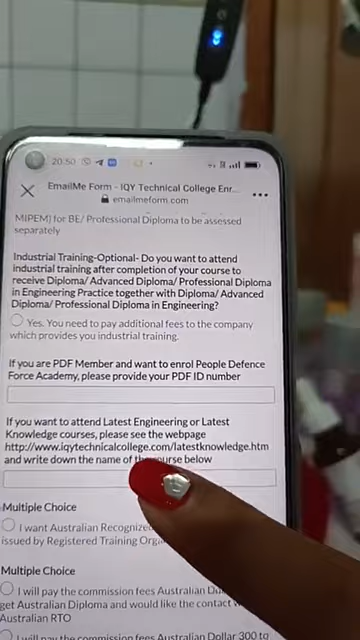 20:50
EmailMe Form - IQY Technical College Enr...
emailmeform.com
MIPEM) for BE/ Professional Diploma to be assessed
separately
Industrial Training-Optional- Do you want to attend
industrial training after completion of your course to
receive Diploma/ Advanced Diploma/ Professional Diploma
in Engineering Practice together with Diploma/ Advanced
Diploma/ Professional Diploma in Engineering?
Yes. You need to pay additional fees to the company
which provides you industrial training.
If you are PDF Member and want to enrol People Defence
Force Academy, please provide your PDF ID number
If you want to attend Latest Engineering or Latest
Knowledge courses, please see the webpage
http://www.iqytechnicalcollege.com/latestknowledge.htm
and write down the name of the course below
Multiple Choice
I want Australian Recognized
issued by Registered Training
Multiple Choice
I will pay the commission fees Australian
get Australian Diploma and would like the contact
Australian RTO
I will pay the commission fees Australian Dollar 300 to